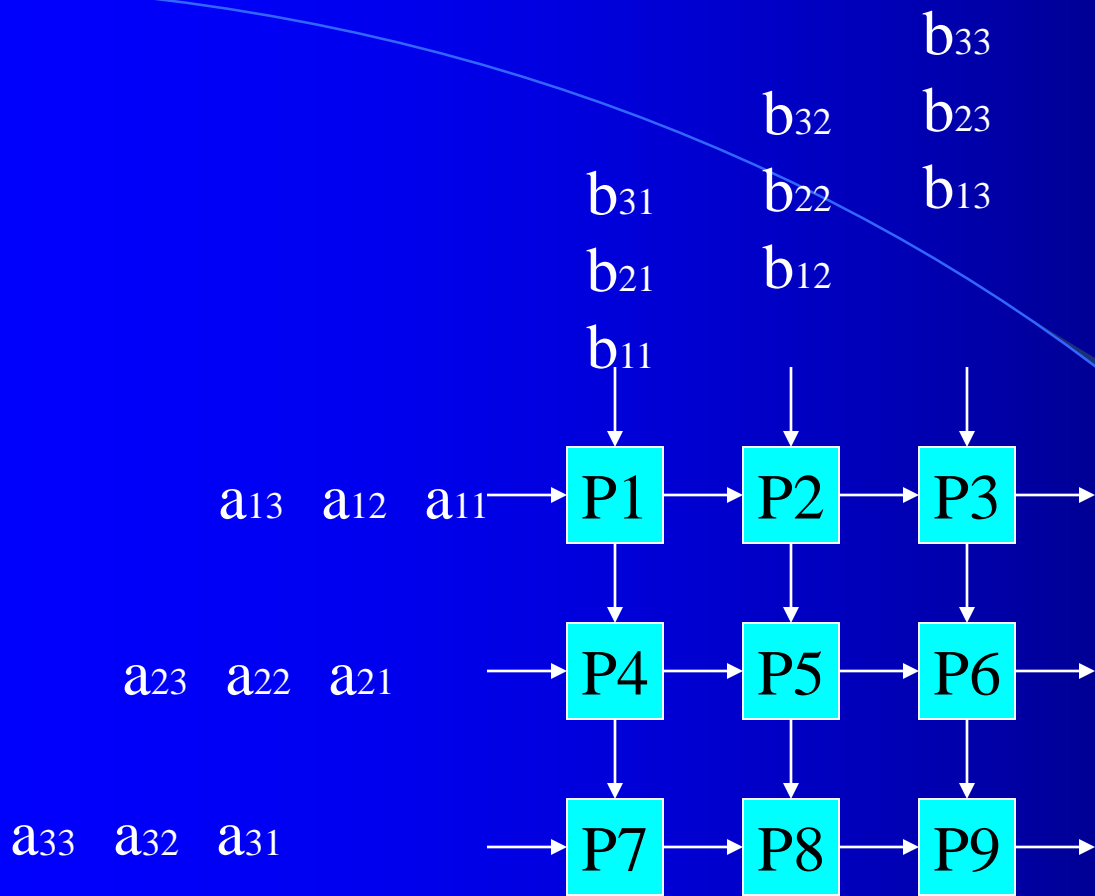 b33
b32 b23
b31 b22 b13
b21 b12
b11
a13 a12 a11 P1 P2 P3
a23 a22 a21 P4 P5 P6
a33 a32 a31 P7 P8 P9